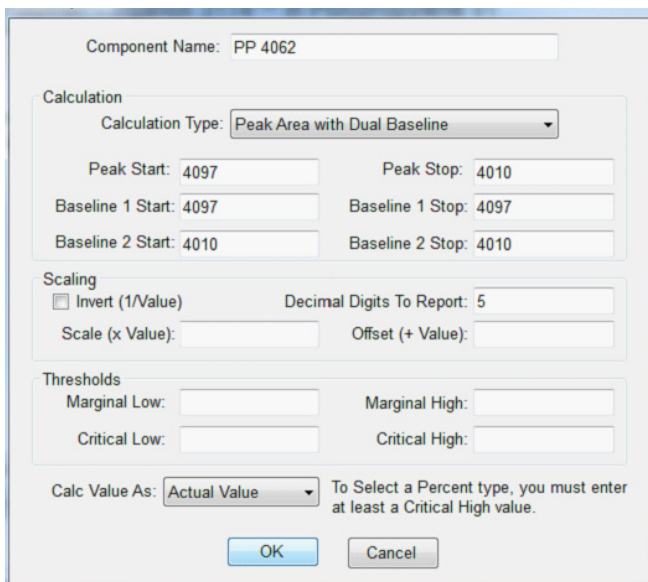 Component Name: PP 4062
Calculation
Calculation Type: Peak Area with Dual Baseline
Peak Start: 4097 Peak Stop: 4010
Baseline 1 Start: 4097 Baseline 1 Stop: 4097
Baseline 2 Start: 4010 Baseline 2 Stop: 4010
Scaling
Invert (1/Value) Decimal Digits To Report: 5
Scale (x Value): Offset (+ Value):
Thresholds
Marginal Low: Marginal High:
Critical Low: Critical High:
Calc Value As: Actual Value To Select a Percent type, you must enter
at least a Critical High value.
OK Cancel